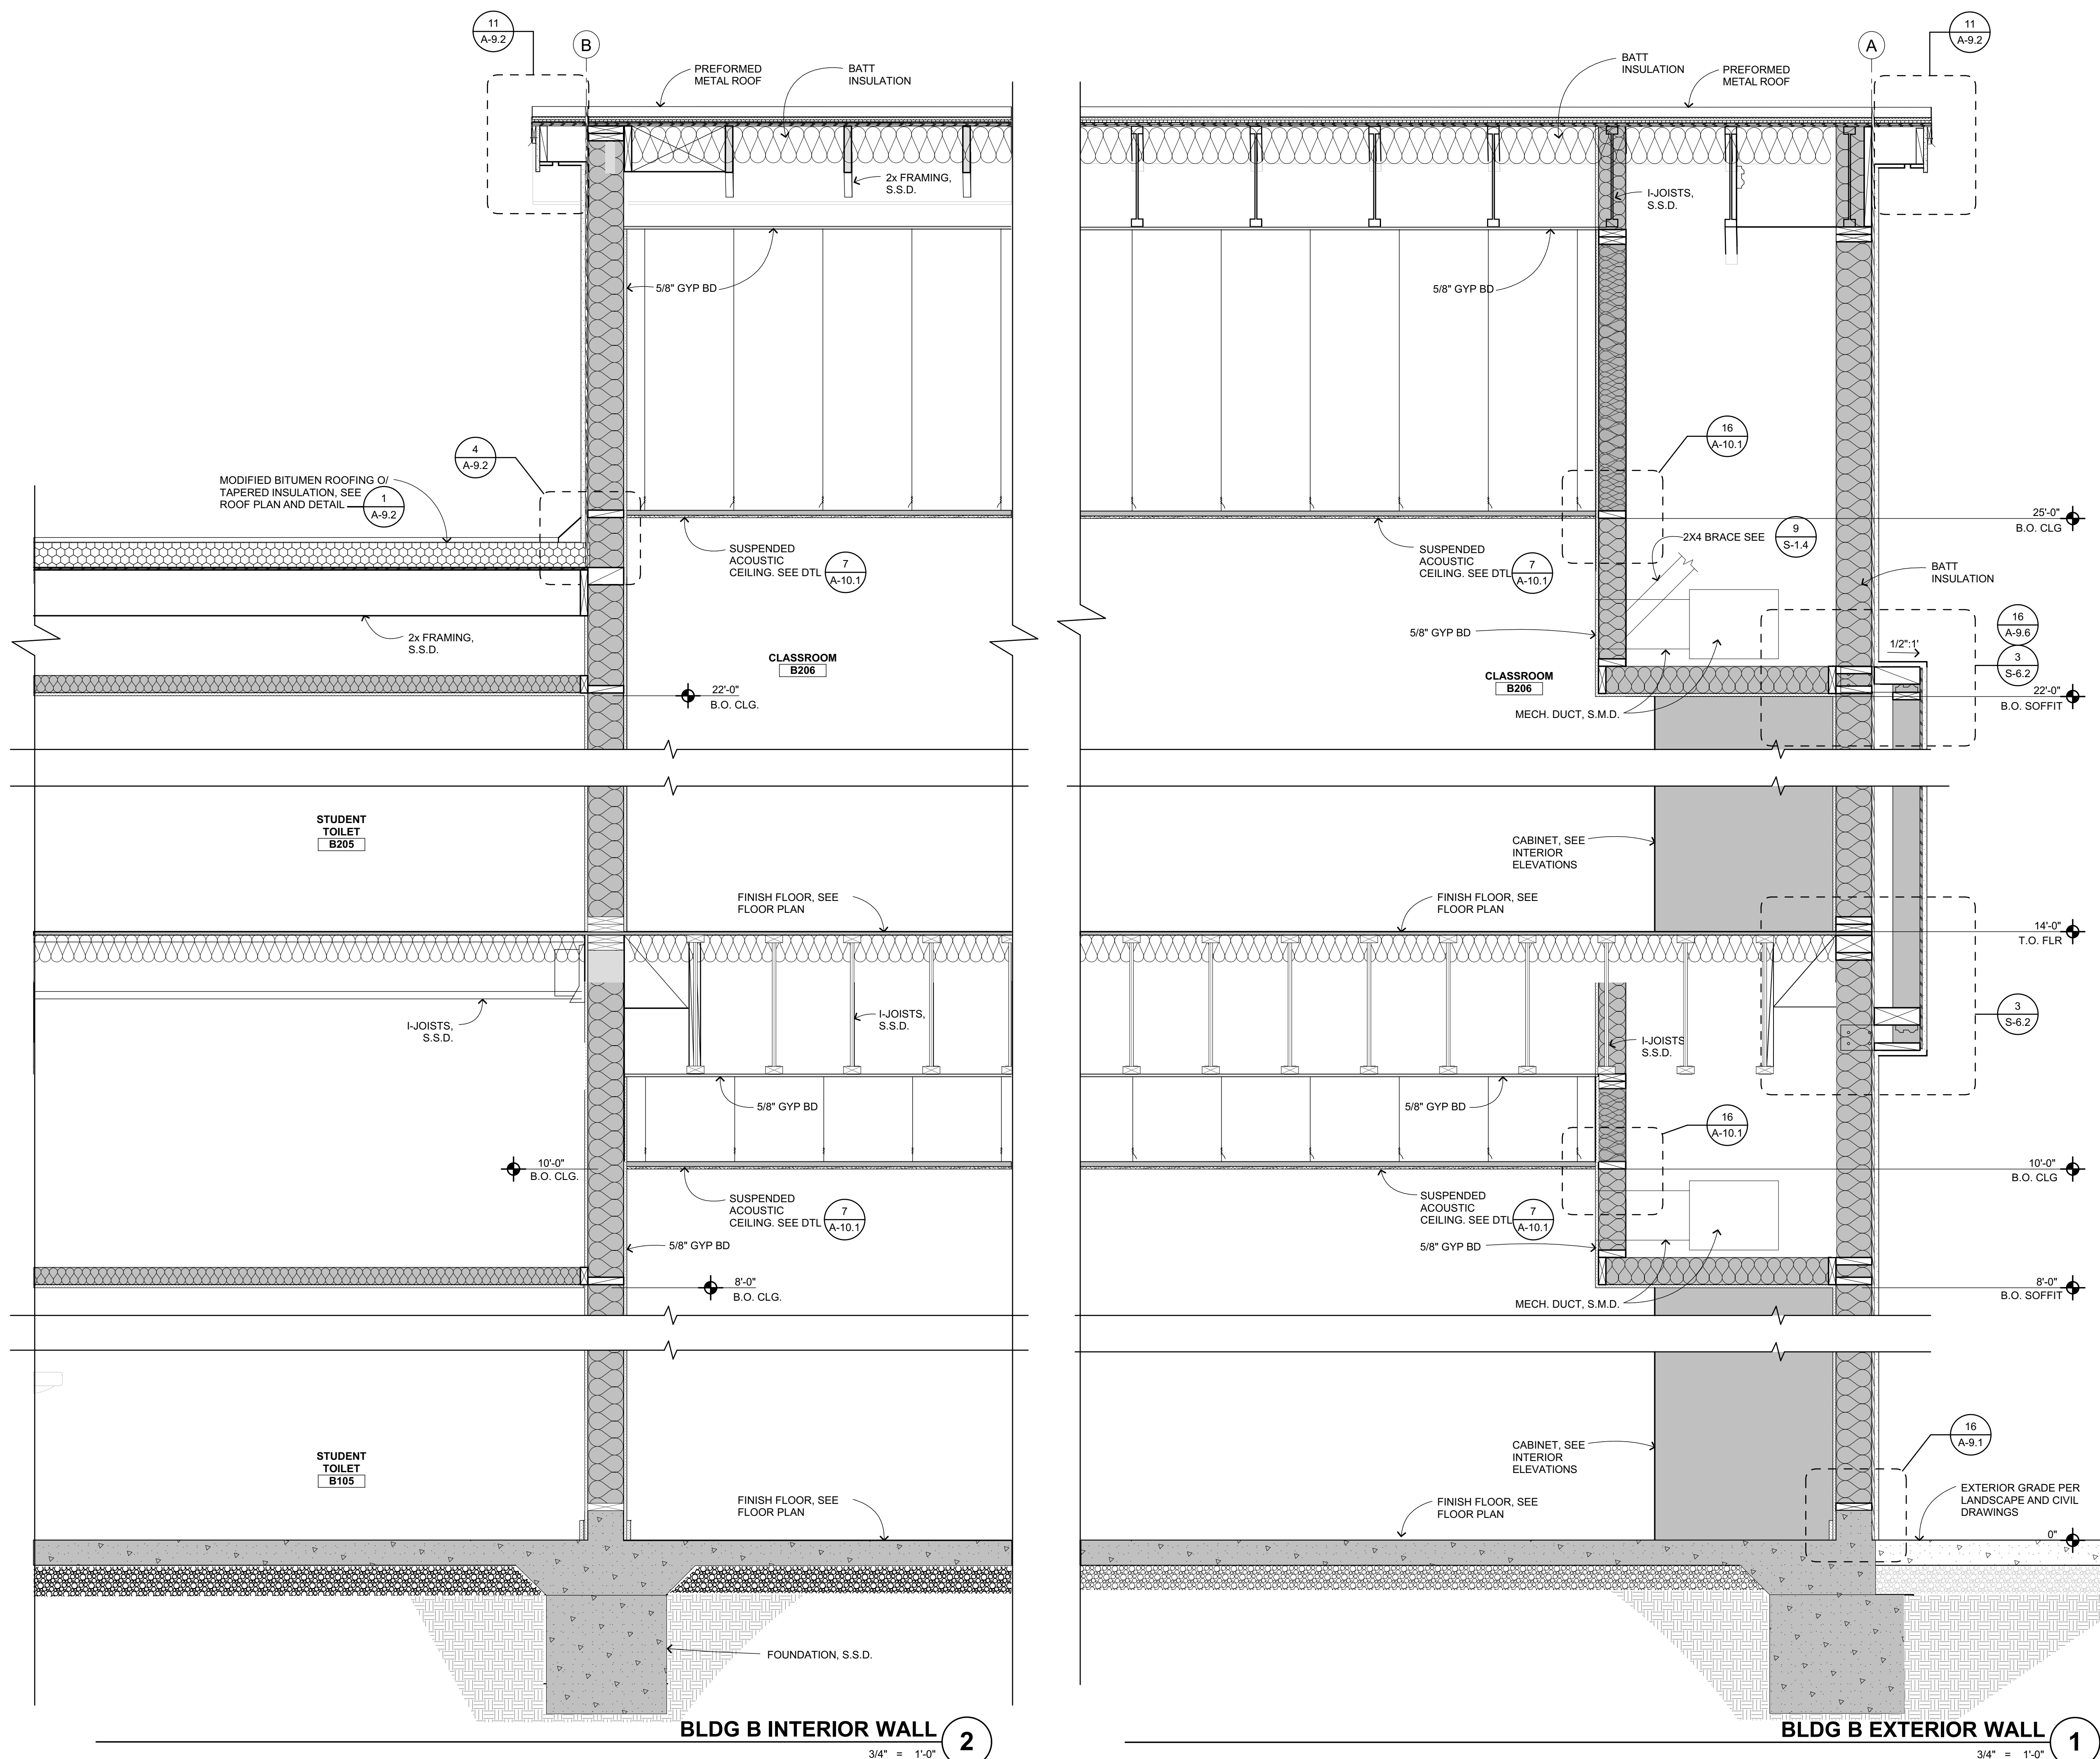 11
A-9.2
B
PREFORMED
METAL ROOF
BATT
INSULATION
2x FRAMING,
S.S.D.
5/8" GYP BD
4
A-9.2
MODIFIED BITUMEN ROOFING O/
TAPERED INSULATION, SEE
ROOF PLAN AND DETAIL
1
A-9.2
SUSPENDED
ACOUSTIC
CEILING. SEE DTL
7
A-10.1
2x FRAMING,
S.S.D.
CLASSROOM
B206
22'-0"
B.O. CLG.
STUDENT
TOILET
B205
FINISH FLOOR, SEE
FLOOR PLAN
I-JOISTS,
S.S.D.
I-JOISTS,
S.S.D.
5/8" GYP BD
10'-0"
B.O. CLG.
SUSPENDED
ACOUSTIC
CEILING. SEE DTL
7
A-10.1
5/8" GYP BD
8'-0"
B.O. CLG.
STUDENT
TOILET
B105
FINISH FLOOR, SEE
FLOOR PLAN
FOUNDATION, S.S.D.
BLDG B INTERIOR WALL
2
3/4" = 1'-0"
A
11
A-9.2
BATT
INSULATION
PREFORMED
METAL ROOF
I-JOISTS,
S.S.D.
5/8" GYP BD
16
A-10.1
25'-0"
B.O. CLG
2X4 BRACE SEE
9
S-1.4
SUSPENDED
ACOUSTIC
CEILING. SEE DTL
7
A-10.1
BATT
INSULATION
5/8" GYP BD
16
A-9.6
1/2":1'
3
S-6.2
CLASSROOM
B206
22'-0"
B.O. SOFFIT
MECH. DUCT, S.M.D.
CABINET, SEE
INTERIOR
ELEVATIONS
FINISH FLOOR, SEE
FLOOR PLAN
14'-0"
T.O. FLR
3
S-6.2
I-JOISTS
S.S.D.
5/8" GYP BD
16
A-10.1
10'-0"
B.O. CLG
SUSPENDED
ACOUSTIC
CEILING. SEE DTL
7
A-10.1
5/8" GYP BD
8'-0"
B.O. SOFFIT
MECH. DUCT, S.M.D.
CABINET, SEE
INTERIOR
ELEVATIONS
16
A-9.1
EXTERIOR GRADE PER
LANDSCAPE AND CIVIL
DRAWINGS
FINISH FLOOR, SEE
FLOOR PLAN
0"
BLDG B EXTERIOR WALL
1
3/4" = 1'-0"